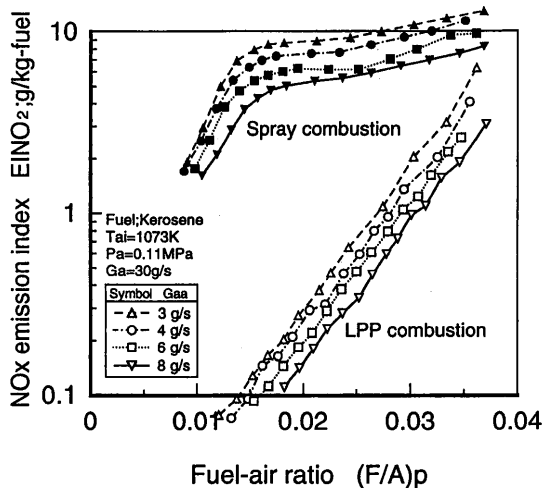 NOx emission index EINO2;g/kg-fuel
10
1
0.1
Spray combustion
Fuel;Kerosene
Tai=1073K
Pa=0.11MPa
Ga=30g/s
Symbol Gaa
3 g/s
4 g/s
6 g/s
8 g/s
LPP combustion
0 0.01 0.02 0.03 0.04
Fuel-air ratio (F/A)p